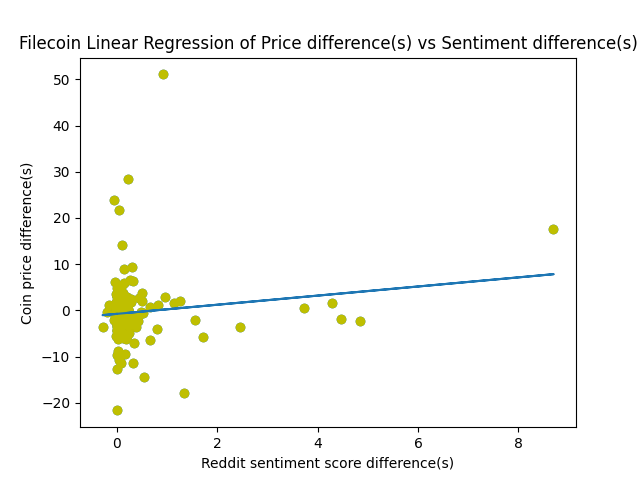 Filecoin Linear Regression of Price difference(s) vs Sentiment difference(s)
50
40
30
20
10
0
−10
−20
Coin price difference(s)
0 2 4 6 8
Reddit sentiment score difference(s)